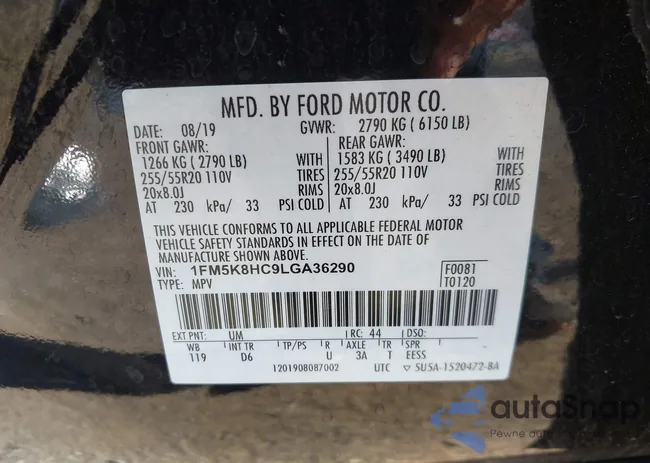 MFD. BY FORD MOTOR CO.
DATE: 08/19 GVWR: 2790 KG ( 6150 LB)
FRONT GAWR: REAR GAWR:
1266 KG ( 2790 LB) WITH 1583 KG ( 3490 LB) WITH
255/55R20 110V TIRES 255/55R20 110V TIRES
20x8.0J RIMS 20x8.0J RIMS
AT 230 kPa/ 33 PSI COLD AT 230 kPa/ 33 PSI COLD
THIS VEHICLE CONFORMS TO ALL APPLICABLE FEDERAL MOTOR
VEHICLE SAFETY STANDARDS IN EFFECT ON THE DATE OF
MANUFACTURE SHOWN ABOVE.
VIN: 1FM5K8HC9LGA36290 F0081
TYPE: MPV T0120
EXT PNT: UM RC: 44 DSO:
WB INT TR TP/PS R AXLE TR SPR
119 D6 U 3A T EESS
1201908087002 UTC ▽ 5U5A-1520472-BA
autoSnap
Pewne auto